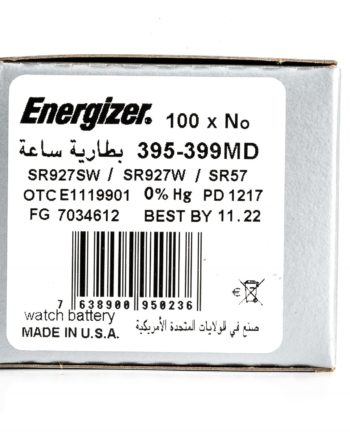 Energizer. 100 x No
بطارية ساعة 395-399MD
SR927SW / SR927W / SR57
OTC E1119901 0% Hg PD 1217
FG 7034612 BEST BY 11.22
7 638900 950236
watch battery
MADE IN U.S.A. صنع في الولايات المتحدة الأمريكية